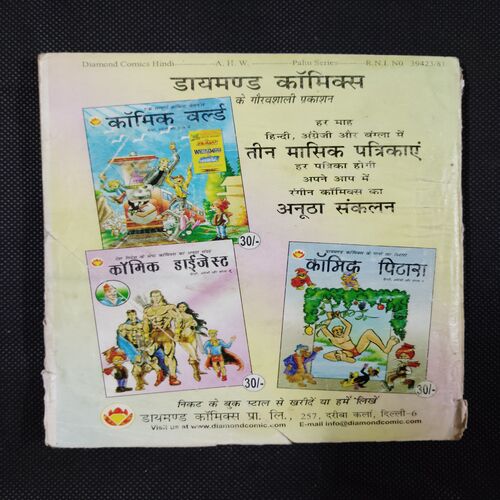 Diamond Comics Hindi A. H. W. Paltu Series R.N.I. N0 39423/81
डायमण्ड कॉमिक्स
के गौरवशाली प्रकाशन
कॉमिक वर्ल्ड
30/-
हर माह
हिन्दी, अंग्रेजी और बंगला में
तीन मासिक पत्रिकाएं
हर पत्रिका होगी
अपने आप में
रंगीन कॉमिक्स का
अनूठा संकलन
कॉमिक डाईजेस्ट
30/-
कॉमिक पिटारा
30/-
निकट के बुक स्टाल से खरीदें या हमें लिखें
डायमण्ड कॉमिक्स प्रा. लि., 257, दरीबा कलां, दिल्ली-6
Visit us at www.diamondcomic.com E-mail info@diamondcomic.com